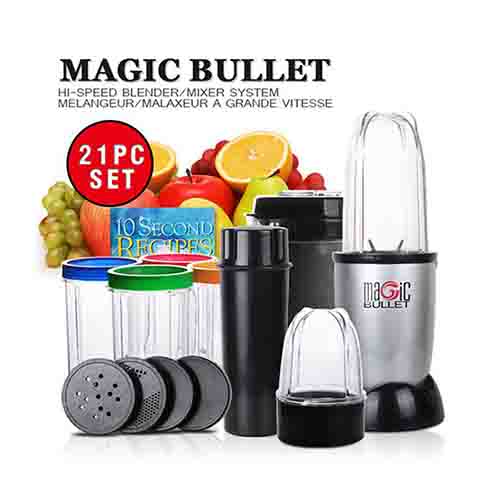 MAGIC BULLET
HI-SPEED BLENDER/MIXER SYSTEM
MELANGEUR/MALAXEUR A GRANDE VITESSE
21PC
SET
10 SECOND
RECIPES
magic
BULLET